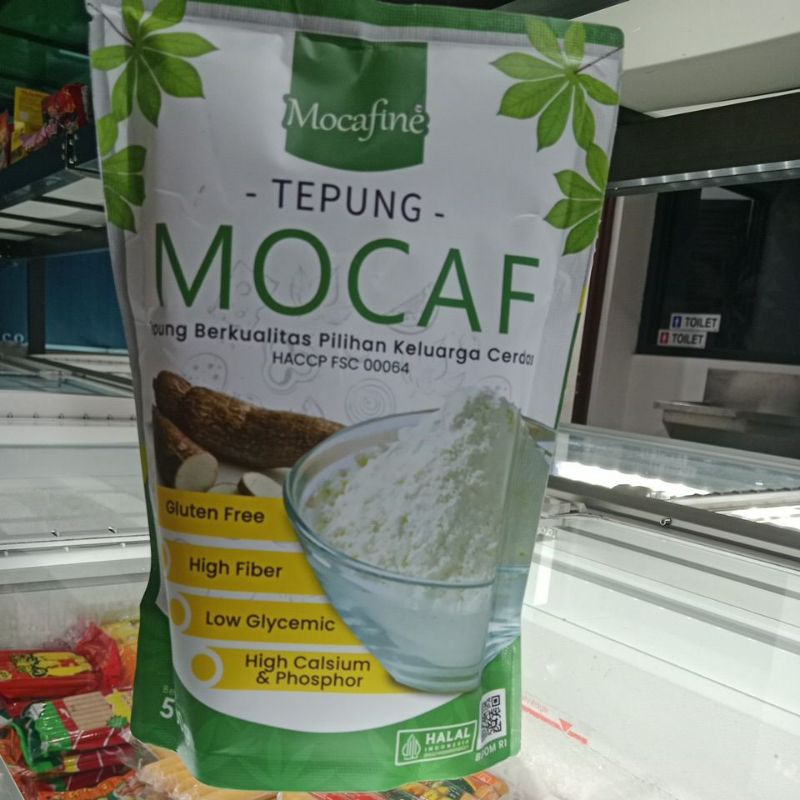 Mocafine
- TEPUNG -
MOCAF
Berkualitas Pilihan Keluarga Cerdas
HACCP FSC 00064
Gluten Free
High Fiber
Low Glycemic
High Calsium
& Phosphor
HALAL
INDONESIA
TOILET
TOILET